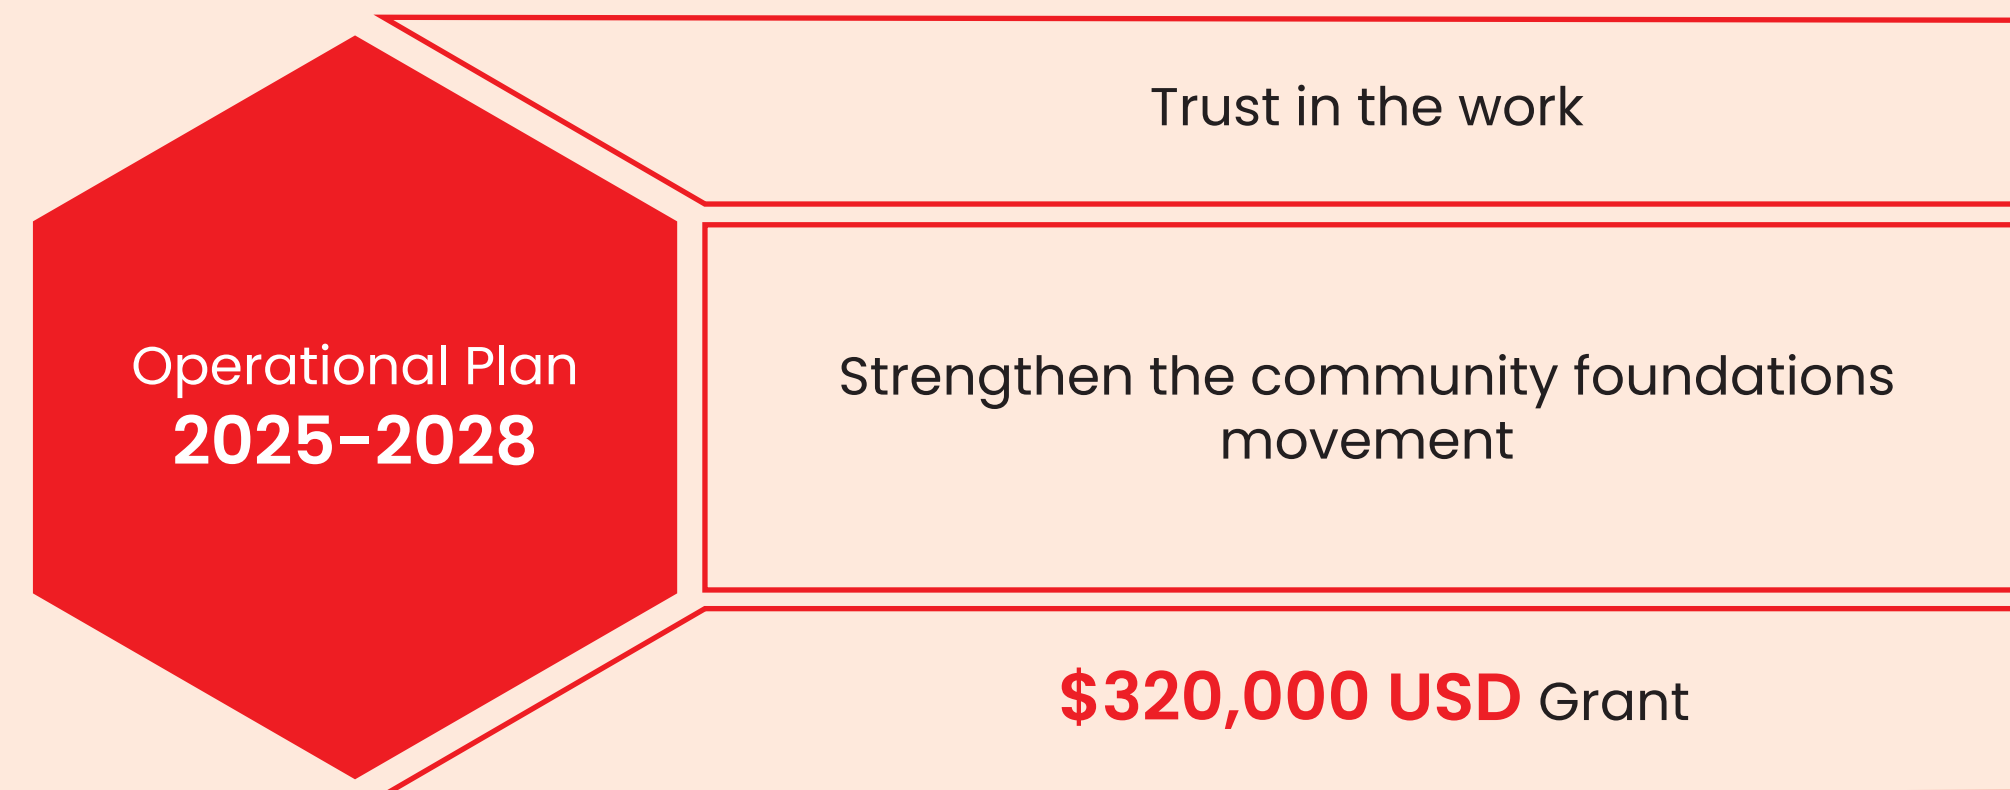 Operational Plan
2025-2028
Trust in the work
Strengthen the community foundations
movement
$320,000 USD Grant